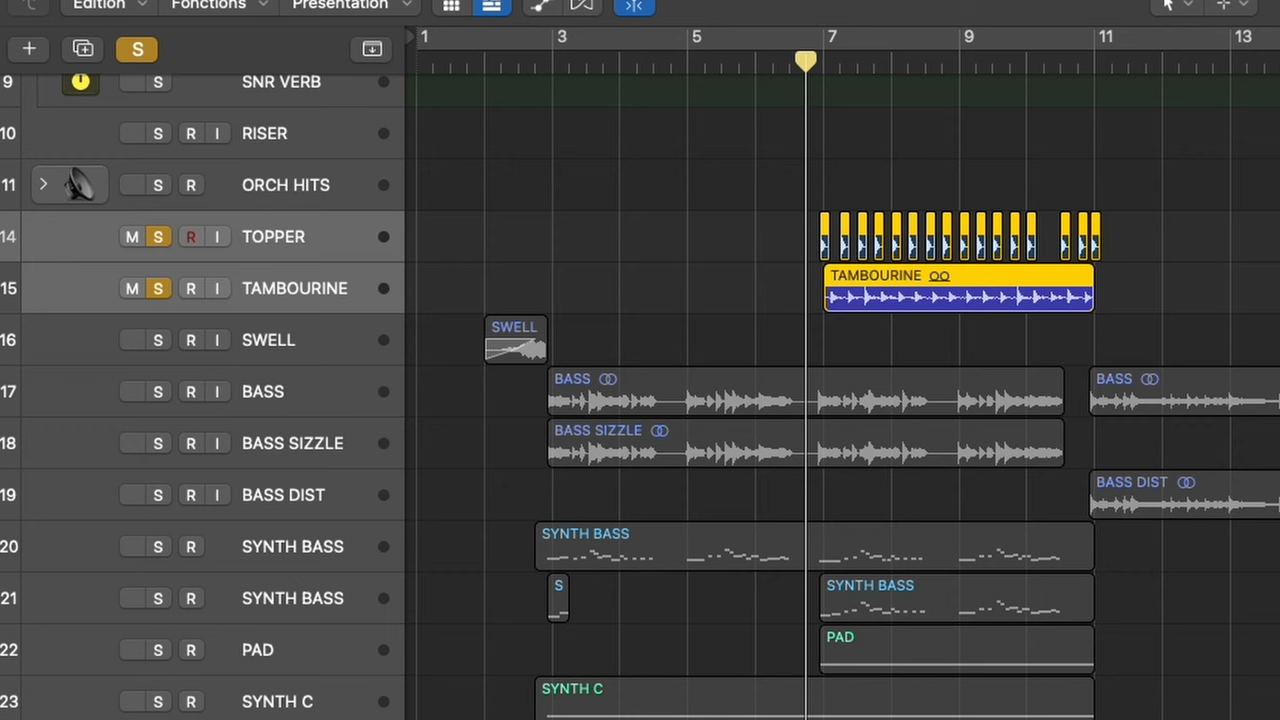 Edition Fonctions Présentation
S
1 3 5 7 9 11 13
9 S SNR VERB
10 S R I RISER
11 S R ORCH HITS
14 M S R I TOPPER
15 M S R I TAMBOURINE
TAMBOURINE
16 S R I SWELL
SWELL
17 S R I BASS
BASS BASS
18 S R I BASS SIZZLE
BASS SIZZLE
19 S R I BASS DIST
BASS DIST
20 S R SYNTH BASS
SYNTH BASS
21 S R SYNTH BASS
S SYNTH BASS
22 S R PAD
PAD
23 S R SYNTH C
SYNTH C